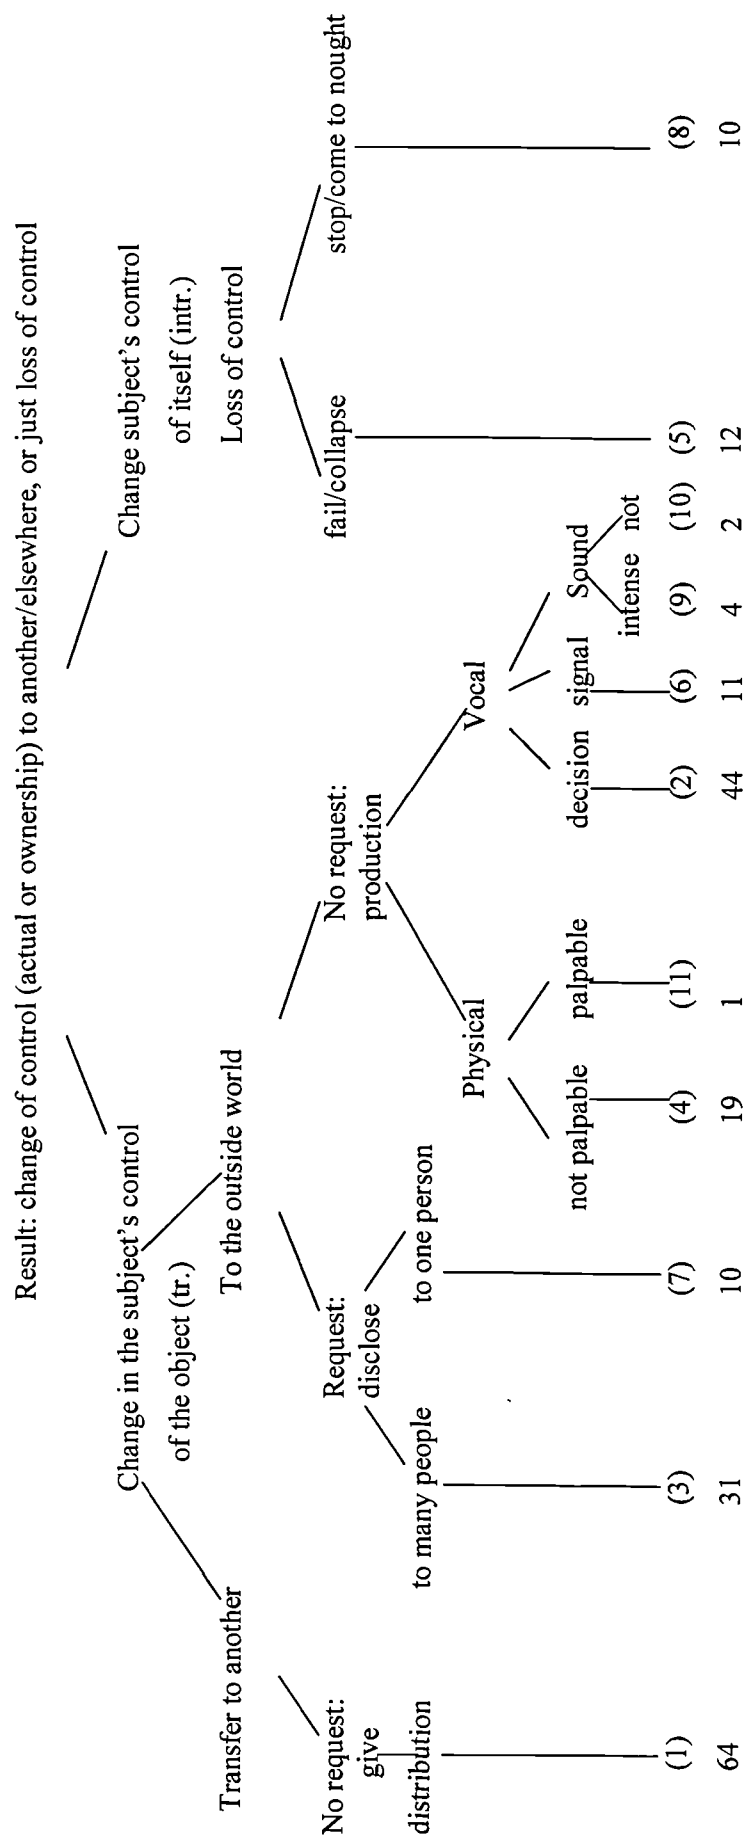 Result: change of control (actual or ownership) to another/elsewhere, or just loss of control
Change in the subject's control
of the object (tr.)
Change subject's control
of itself (intr.)
Loss of control
Transfer to another
To the outside world
No request:
give
distribution
Request:
disclose
No request:
production
fail/collapse
stop/come to nought
to many people
to one person
Physical
Vocal
not palpable
palpable
decision
signal
Sound
intense
not
(1)
(3)
(7)
(4)
(11)
(2)
(6)
(9)
(10)
(5)
(8)
64
31
10
19
1
44
11
4
2
12
10